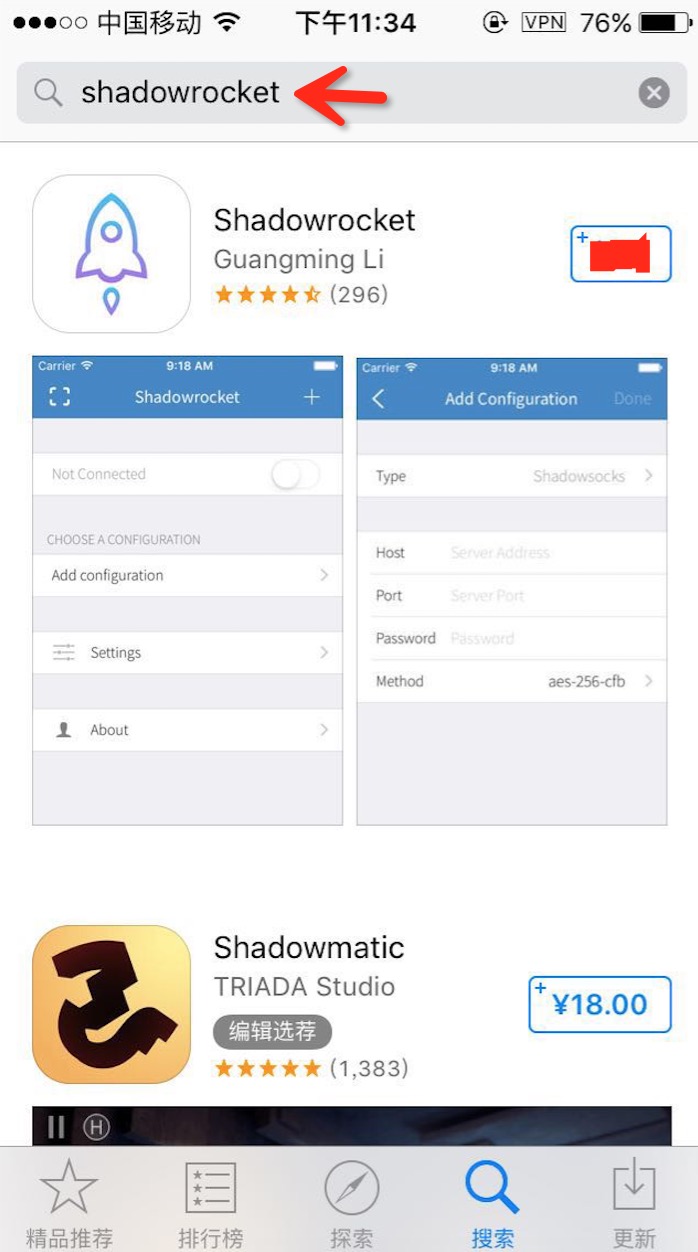 中国移动 下午11:34 VPN 76%
shadowrocket
Shadowrocket
Guangming Li
(296)
Carrier 9:18 AM
Shadowrocket
Not Connected
CHOOSE A CONFIGURATION
Add configuration
Settings
About
Carrier 9:18 AM
Add Configuration Done
Type Shadowsocks
Host Server Address
Port Server Port
Password Password
Method aes-256-cfb
Shadowmatic
TRIADA Studio
+ ¥18.00
编辑选荐
(1,383)
H
精品推荐 排行榜 探索 搜索 更新